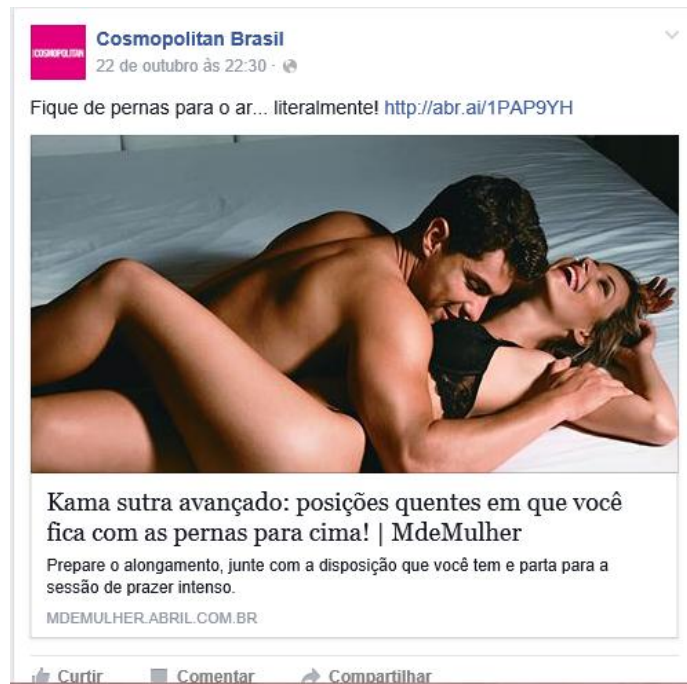 COSMOPOLITAN
Cosmopolitan Brasil
22 de outubro às 22:30 ·
Fique de pernas para o ar... literalmente! http://abr.ai/1PAP9YH
Kama sutra avançado: posições quentes em que você
fica com as pernas para cima! | MdeMulher
Prepare o alongamento, junte com a disposição que você tem e parta para a
sessão de prazer intenso.
MDEMULHER.ABRIL.COM.BR
Curtir Comentar Compartilhar